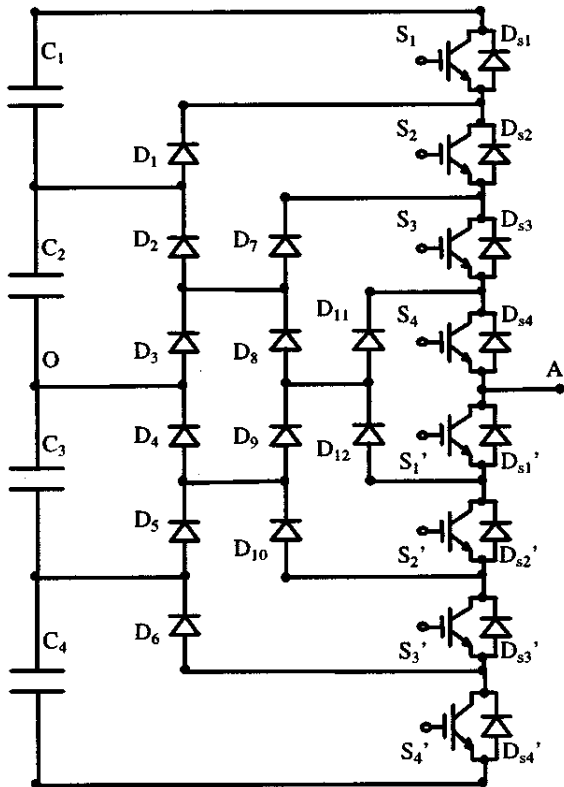 S1 Ds1
C1
S2 Ds2
D1
S3 Ds3
C2 D2 D7
D11 S4 Ds4
O D3 D8
A
C3 D4 D9 D12 S1' Ds1'
D5 D10 S2' Ds2'
C4 D6 S3' Ds3'
S4' Ds4'